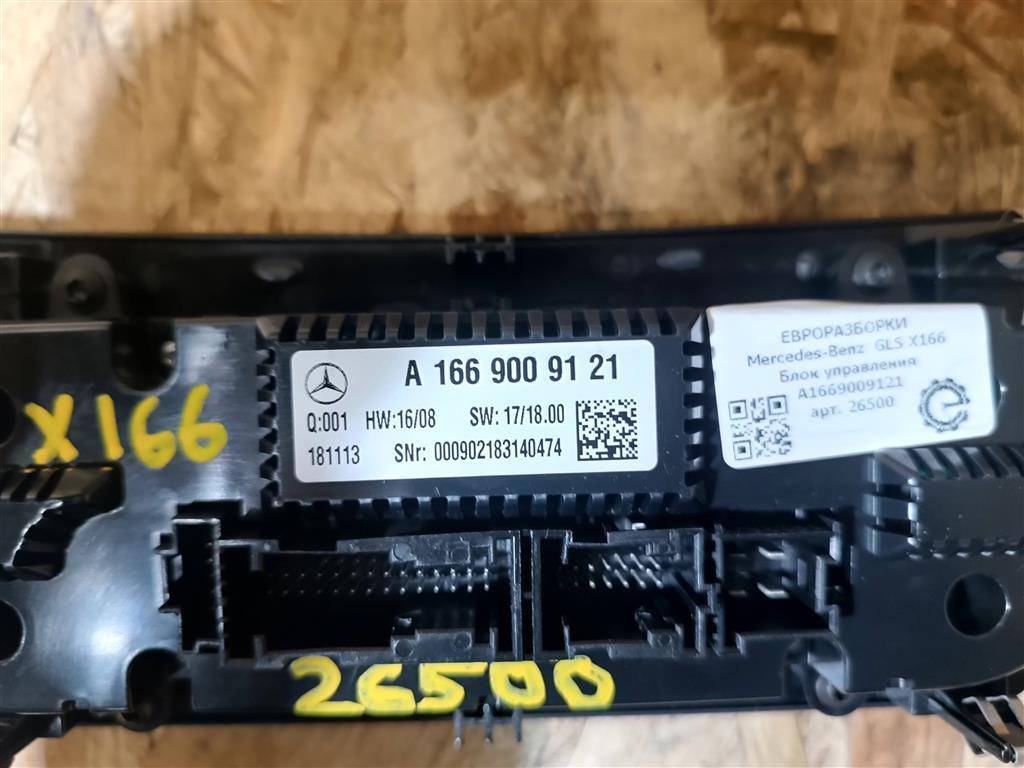 ЕВРОРАЗБОРКИ
Mercedes-Benz GLS X166
Блок управления
A1669009121
арт. 26500
A 166 900 91 21
Q:001 HW:16/08 SW: 17/18.00
181113 SNr: 000902183140474
X166
26500